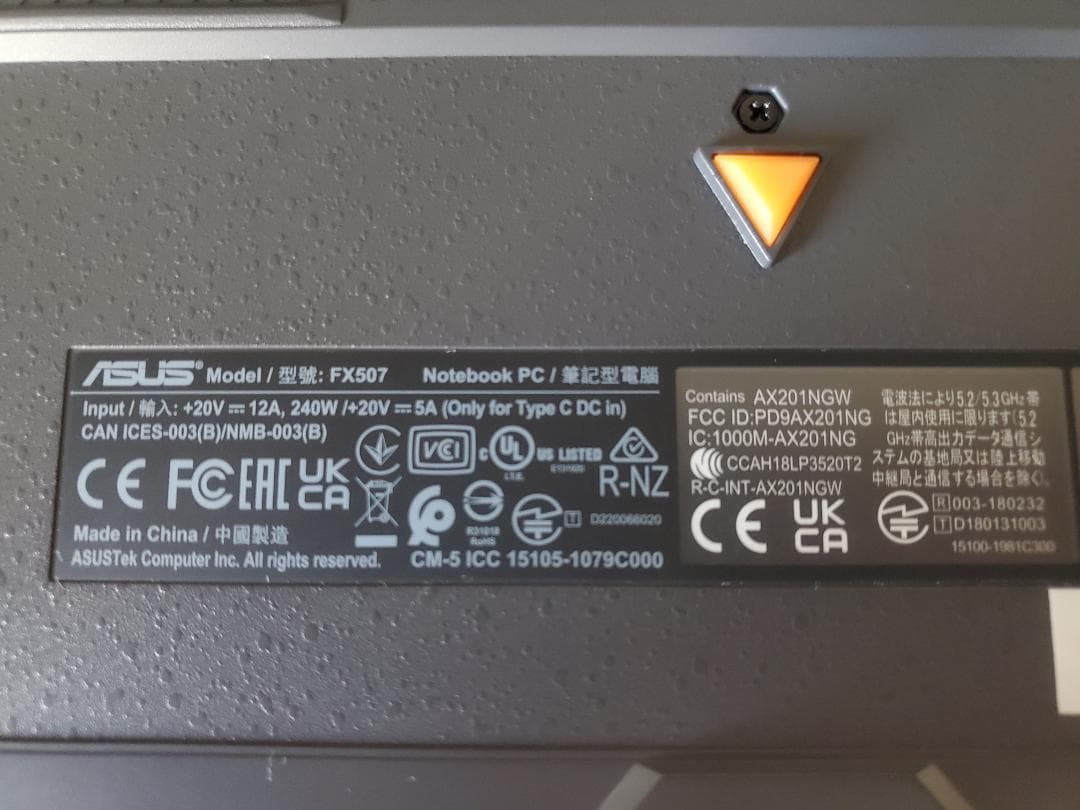 ASUS® Model / 型號: FX507 Notebook PC / 筆記型電腦
Input / 輸入: +20V ⎓ 12A, 240W /+20V ⎓ 5A (Only for Type C DC in)
CAN ICES-003(B)/NMB-003(B)
VCI
C UL US LISTED
I.T.E.
E131920
CE FC EAC UK CA
R-NZ
R31818
RoHS
T D220066020
Made in China / 中國製造
ASUSTek Computer Inc. All rights reserved.
CM-5 ICC 15105-1079C000
Contains AX201NGW
FCC ID:PD9AX201NG
IC:1000M-AX201NG
CCAH18LP3520T2
R-C-INT-AX201NGW
CE UK CA
電波法により5.2/5.3GHz帯
は屋内使用に限ります(5.2
GHz帯高出力データ通信シ
ステムの基地局又は陸上移動
中継局と通信する場合を除く)。
R 003-180232
T D180131003
15100-1981C300